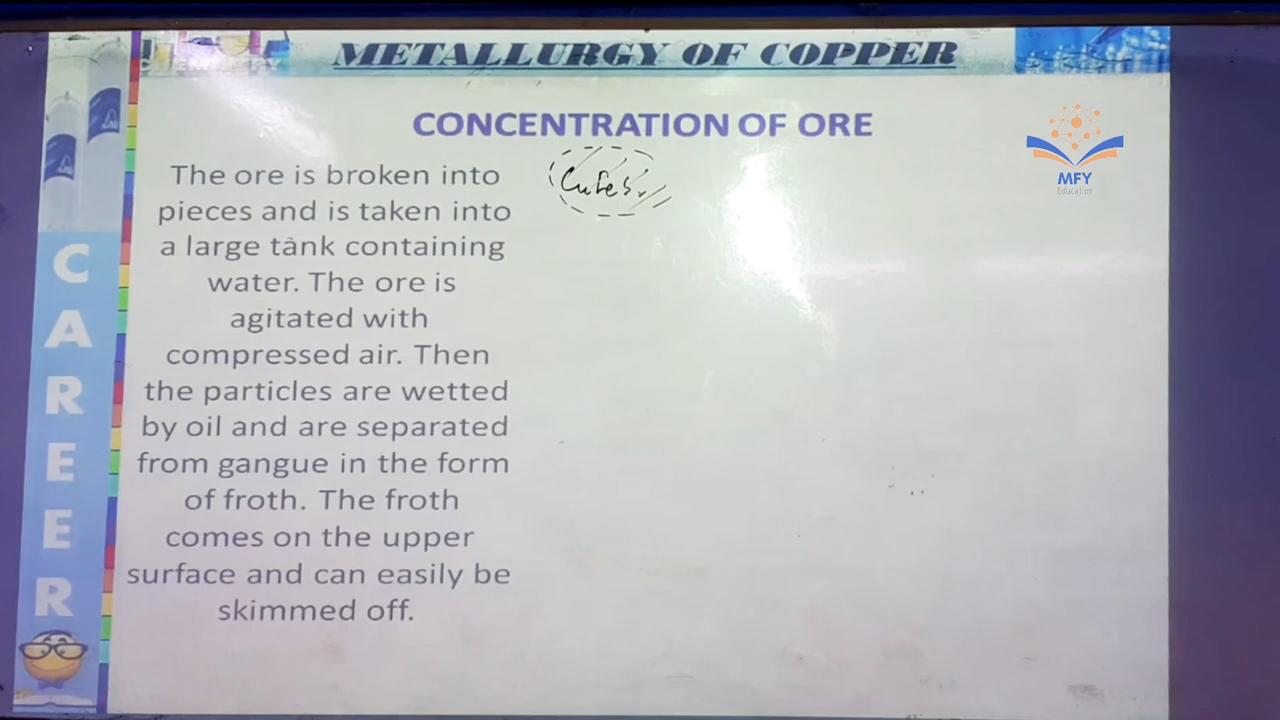 METALLURGY OF COPPER
CONCENTRATION OF ORE
The ore is broken into
pieces and is taken into
a large tank containing
water. The ore is
agitated with
compressed air. Then
the particles are wetted
by oil and are separated
from gangue in the form
of froth. The froth
comes on the upper
surface and can easily be
skimmed off.
CuFeS₂
MFY
Education
CAREER